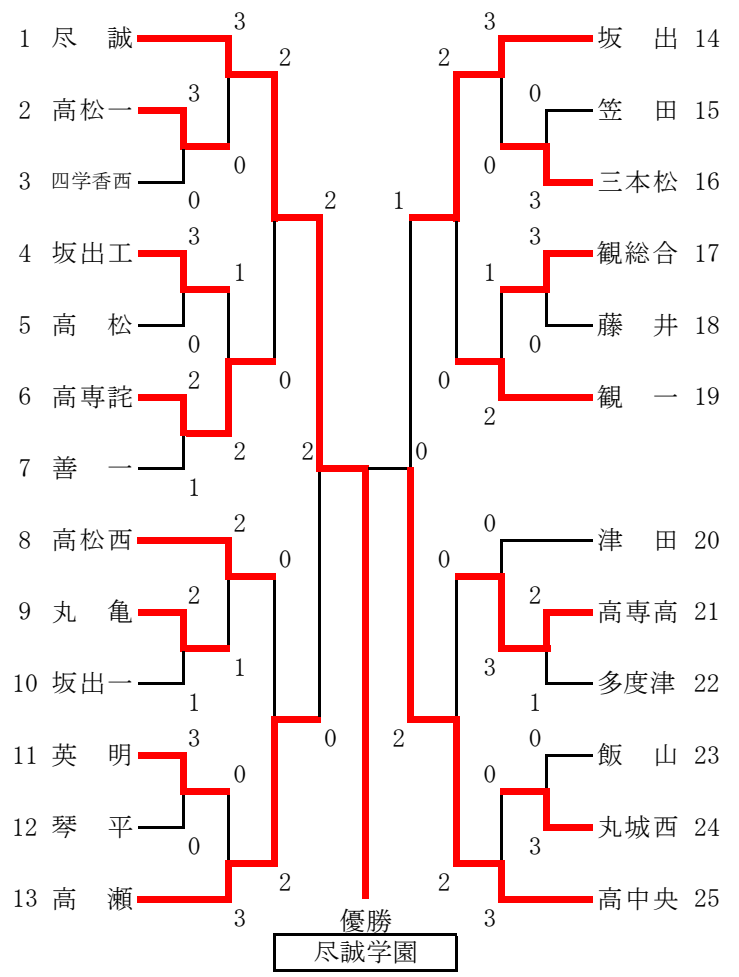 3 3
1 尽 誠 坂 出 14
2 2
3 0
2 高松一 笠 田 15
0 0
3 四学香西 三本松 16
0 3
2 1
3 3
4 坂出工 観総合 17
1 1
5 高 松 藤 井 18
0 0
2 0 0
6 高専詫 観 一 19
2 2
2 0
7 善 一
1
2 0
8 高松西 津 田 20
0 0
2 2
9 丸 亀 高専高 21
1 3
10 坂出一 多度津 22
1 1
3 0 2 0
11 英 明 飯 山 23
0 0
12 琴 平 丸城西 24
0 3
2 2
13 高 瀬 高中央 25
3 3
優勝
尽誠学園